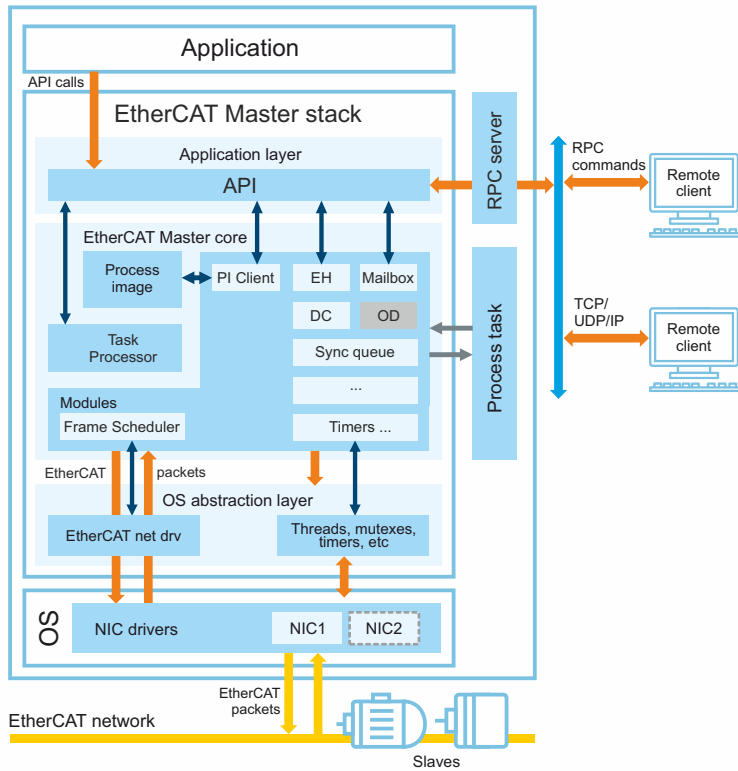 Application
API calls
EtherCAT Master stack
Application layer
API
RPC server
RPC
commands
Remote
client
EtherCAT Master core
Process
image
PI Client
EH
Mailbox
DC
OD
Task
Processor
Sync queue
...
Process task
TCP/
UDP/IP
Remote
client
Modules
Frame Scheduler
Timers ...
EtherCAT
packets
OS abstraction layer
EtherCAT net drv
Threads, mutexes,
timers, etc
OS
NIC drivers
NIC1
NIC2
EtherCAT
packets
EtherCAT network
Slaves